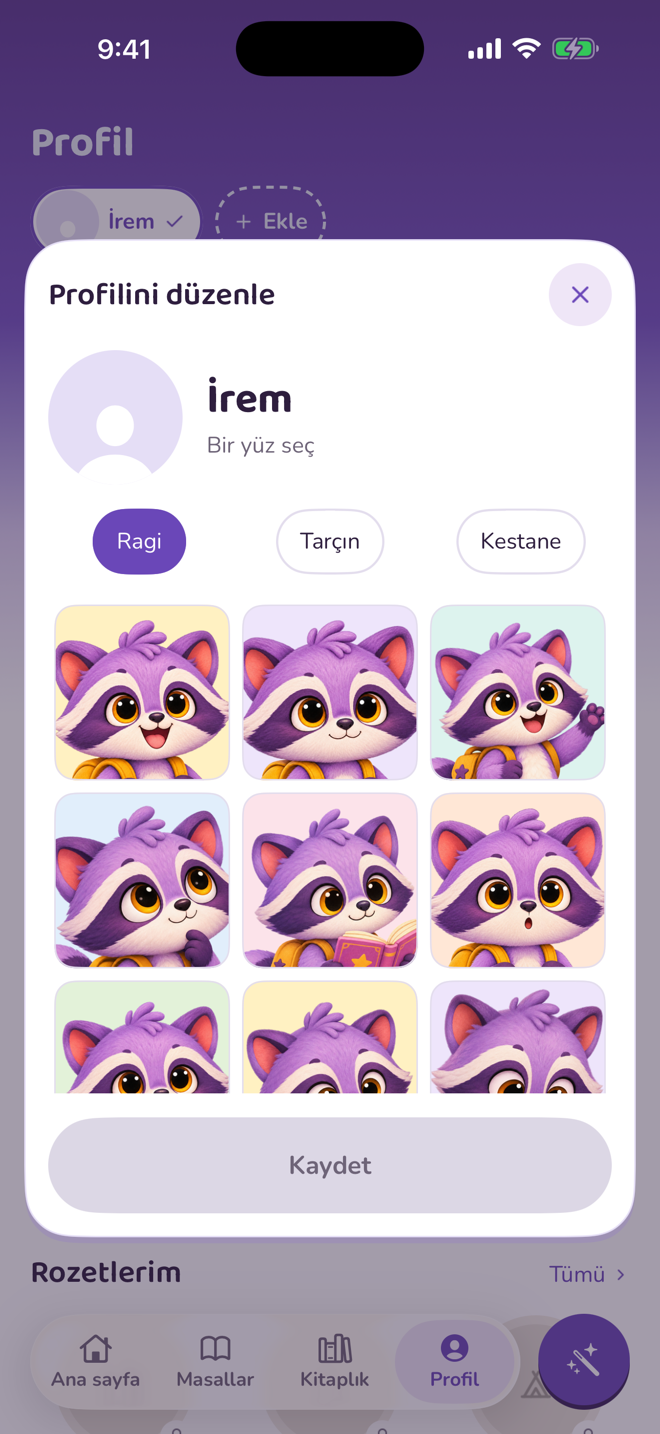 9:41
Profil
İrem
Ekle
Profilini düzenle
İrem
Bir yüz seç
Ragi
Tarçın
Kestane
Kaydet
Rozetlerim
Tümü
Ana sayfa
Masallar
Kitaplık
Profil